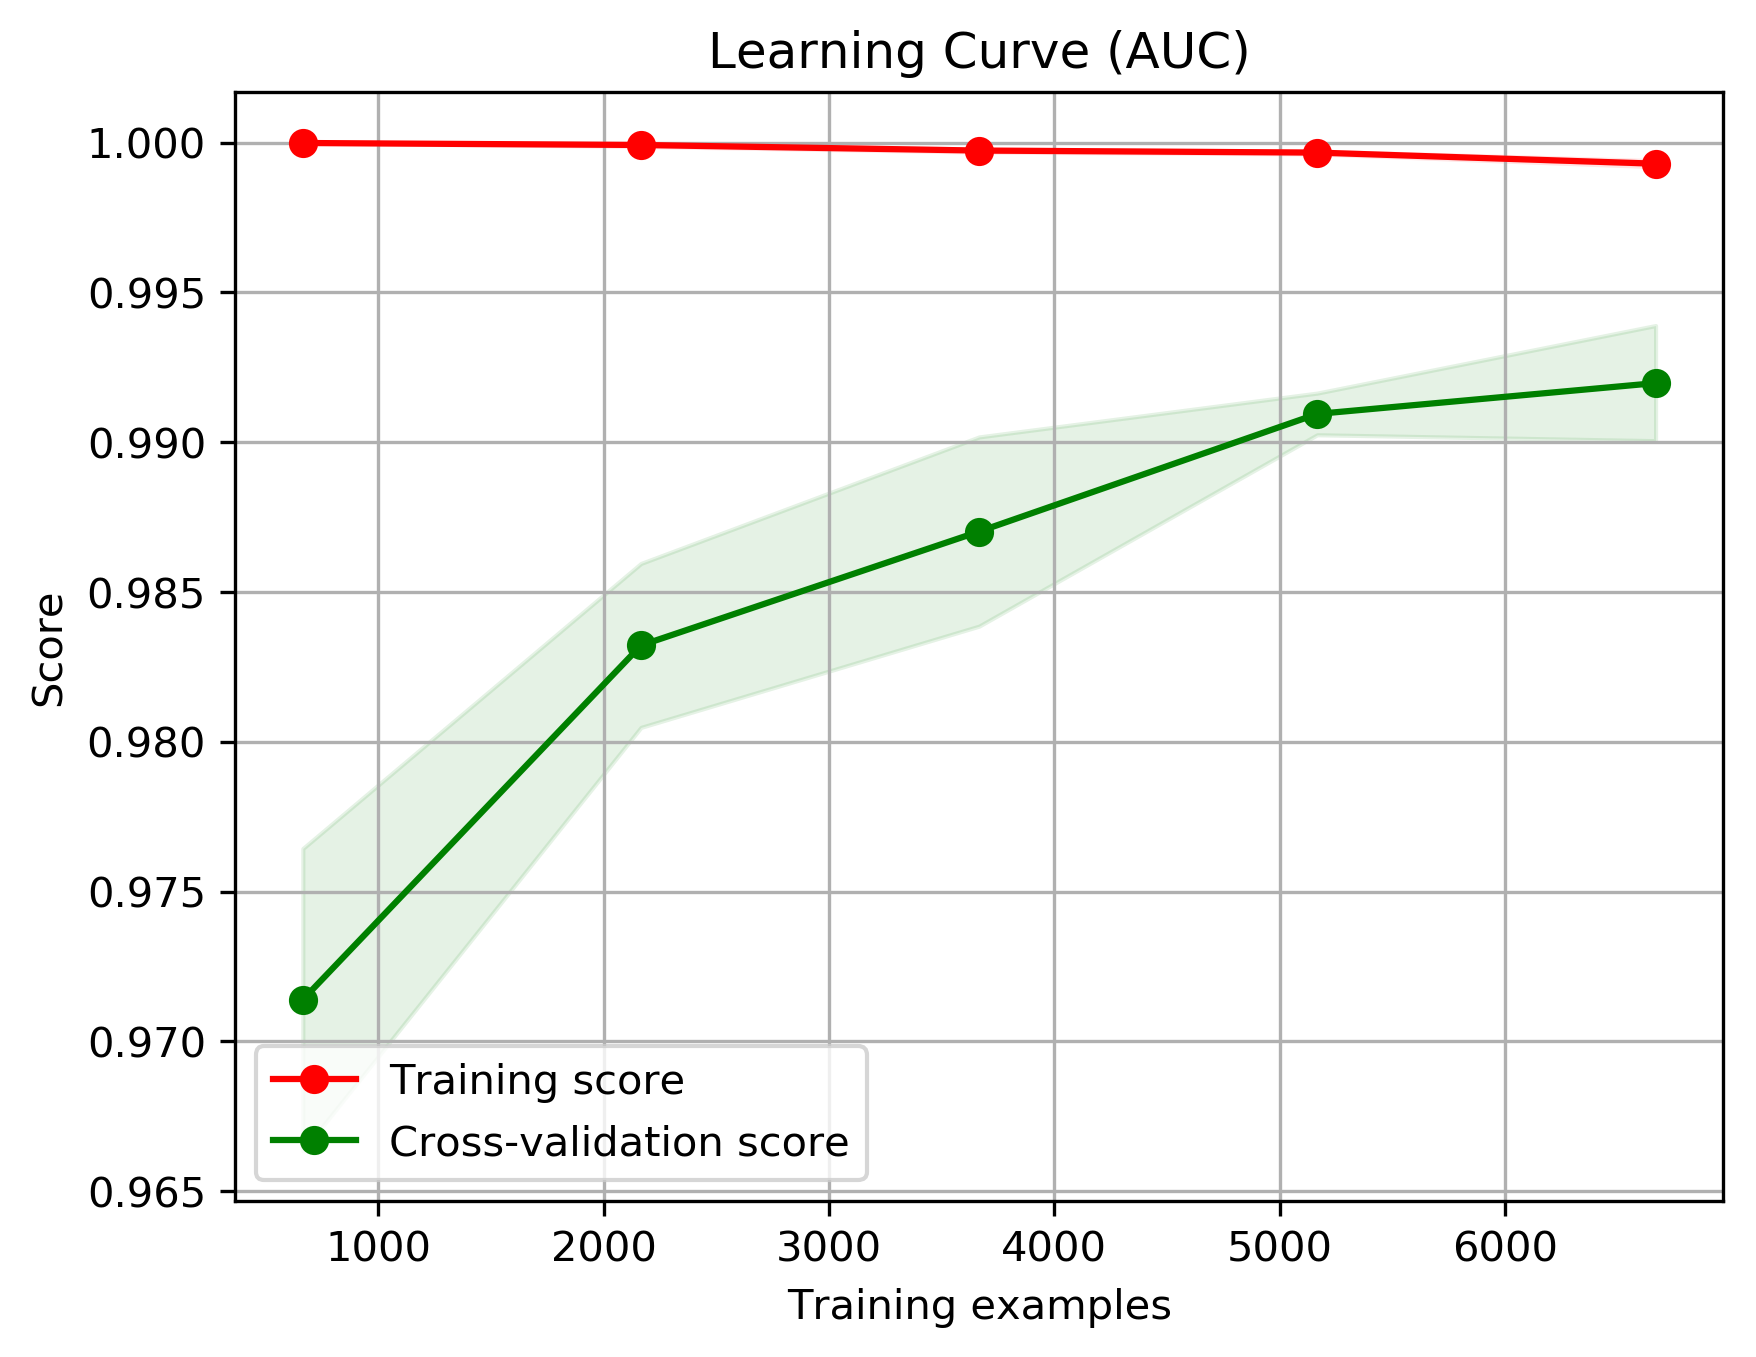 Learning Curve (AUC)
Score
1.000
0.995
0.990
0.985
0.980
0.975
0.970
0.965
Training score
Cross-validation score
1000 2000 3000 4000 5000 6000
Training examples